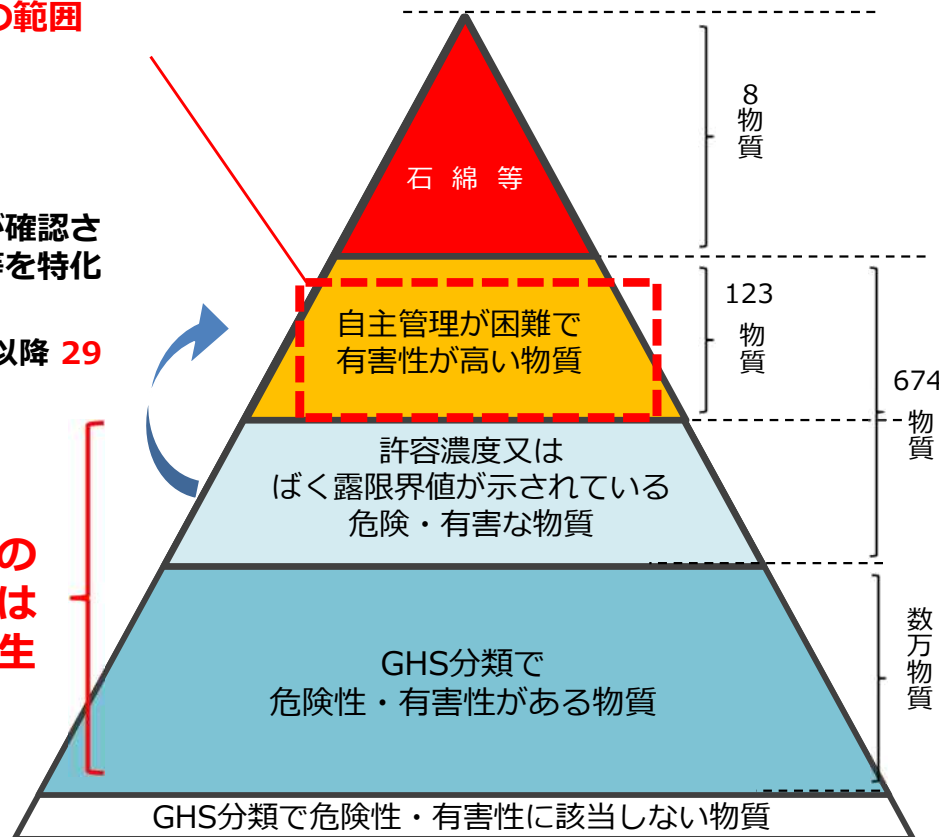 の範囲
石 綿 等
8
物質
が確認さ
等を特化
以降 29
自主管理が困難で
有害性が高い物質
123
物質
674
物質
許容濃度又は
ばく露限界値が示されている
危険・有害な物質
の
は
生
GHS分類で
危険性・有害性がある物質
数万物質
GHS分類で危険性・有害性に該当しない物質